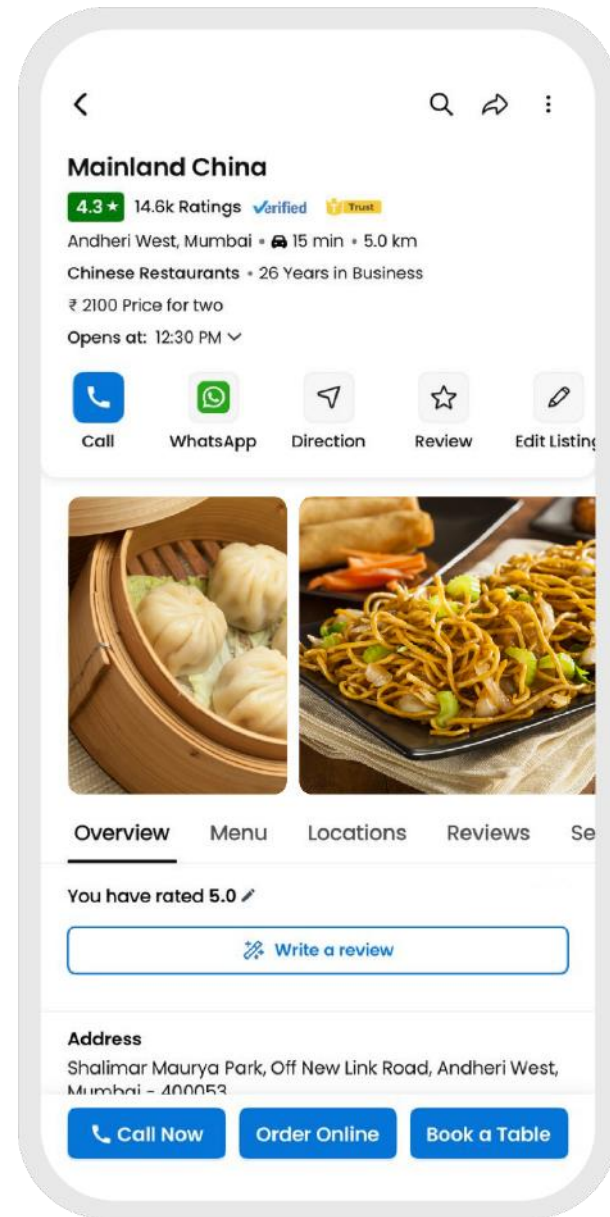 Mainland China
4.3 ★ 14.6k Ratings Verified Trust
Andheri West, Mumbai • 15 min • 5.0 km
Chinese Restaurants • 26 Years in Business
₹ 2100 Price for two
Opens at: 12:30 PM
Call WhatsApp Direction Review Edit Listing
Overview Menu Locations Reviews Se
You have rated 5.0
Write a review
Address
Shalimar Maurya Park, Off New Link Road, Andheri West,
Mumbai - 400053
Call Now Order Online Book a Table